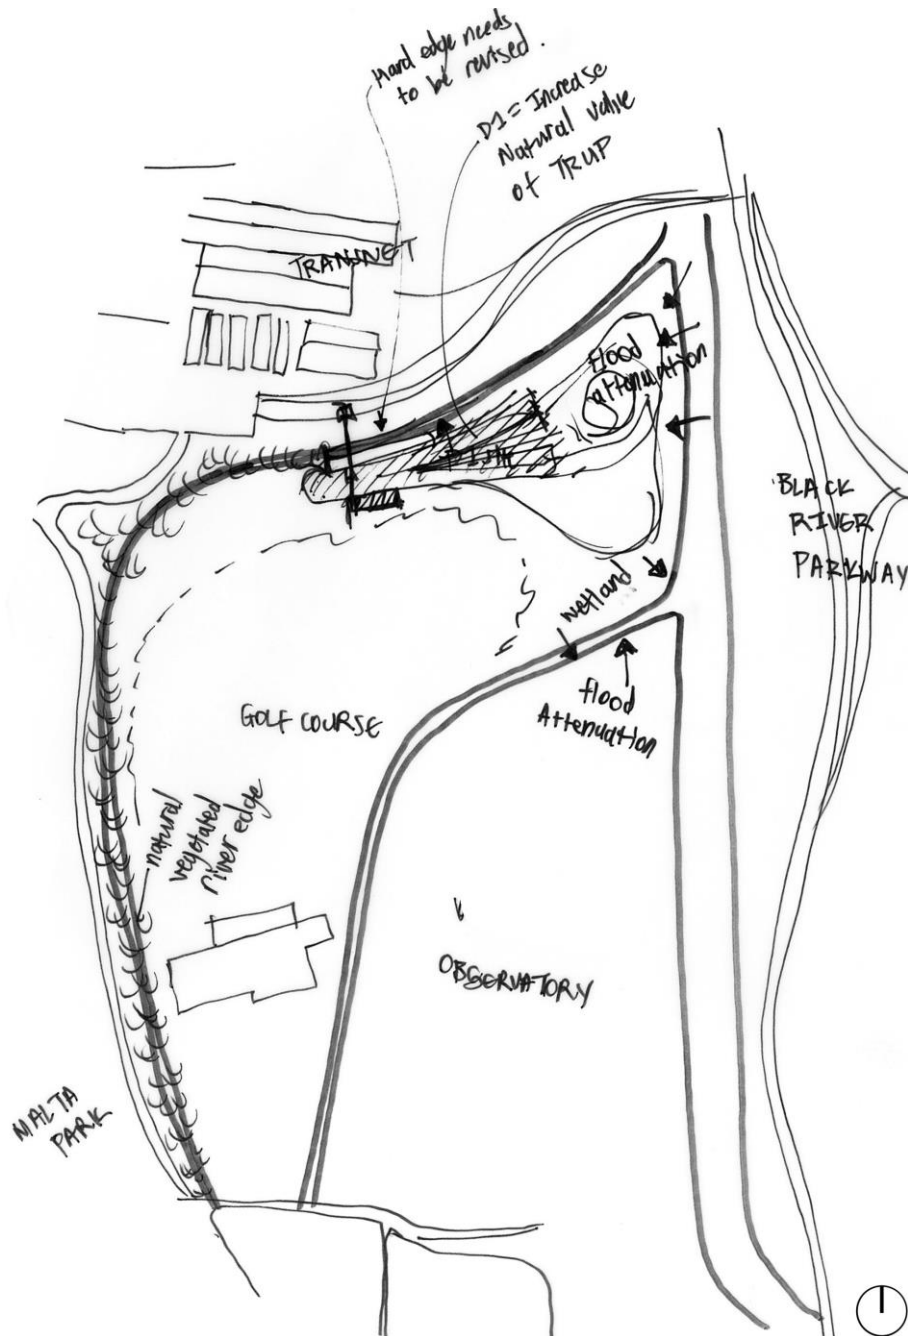 Hard edge needs
to be revised.
D1 = Increase
Natural value
of TRUP
TRANSNET
flood
attenuation
BLACK
RIVER
PARKWAY
wetland
flood
Attenuation
GOLF COURSE
natural
vegetated
river edge
OBSERVATORY
MALTA
PARK